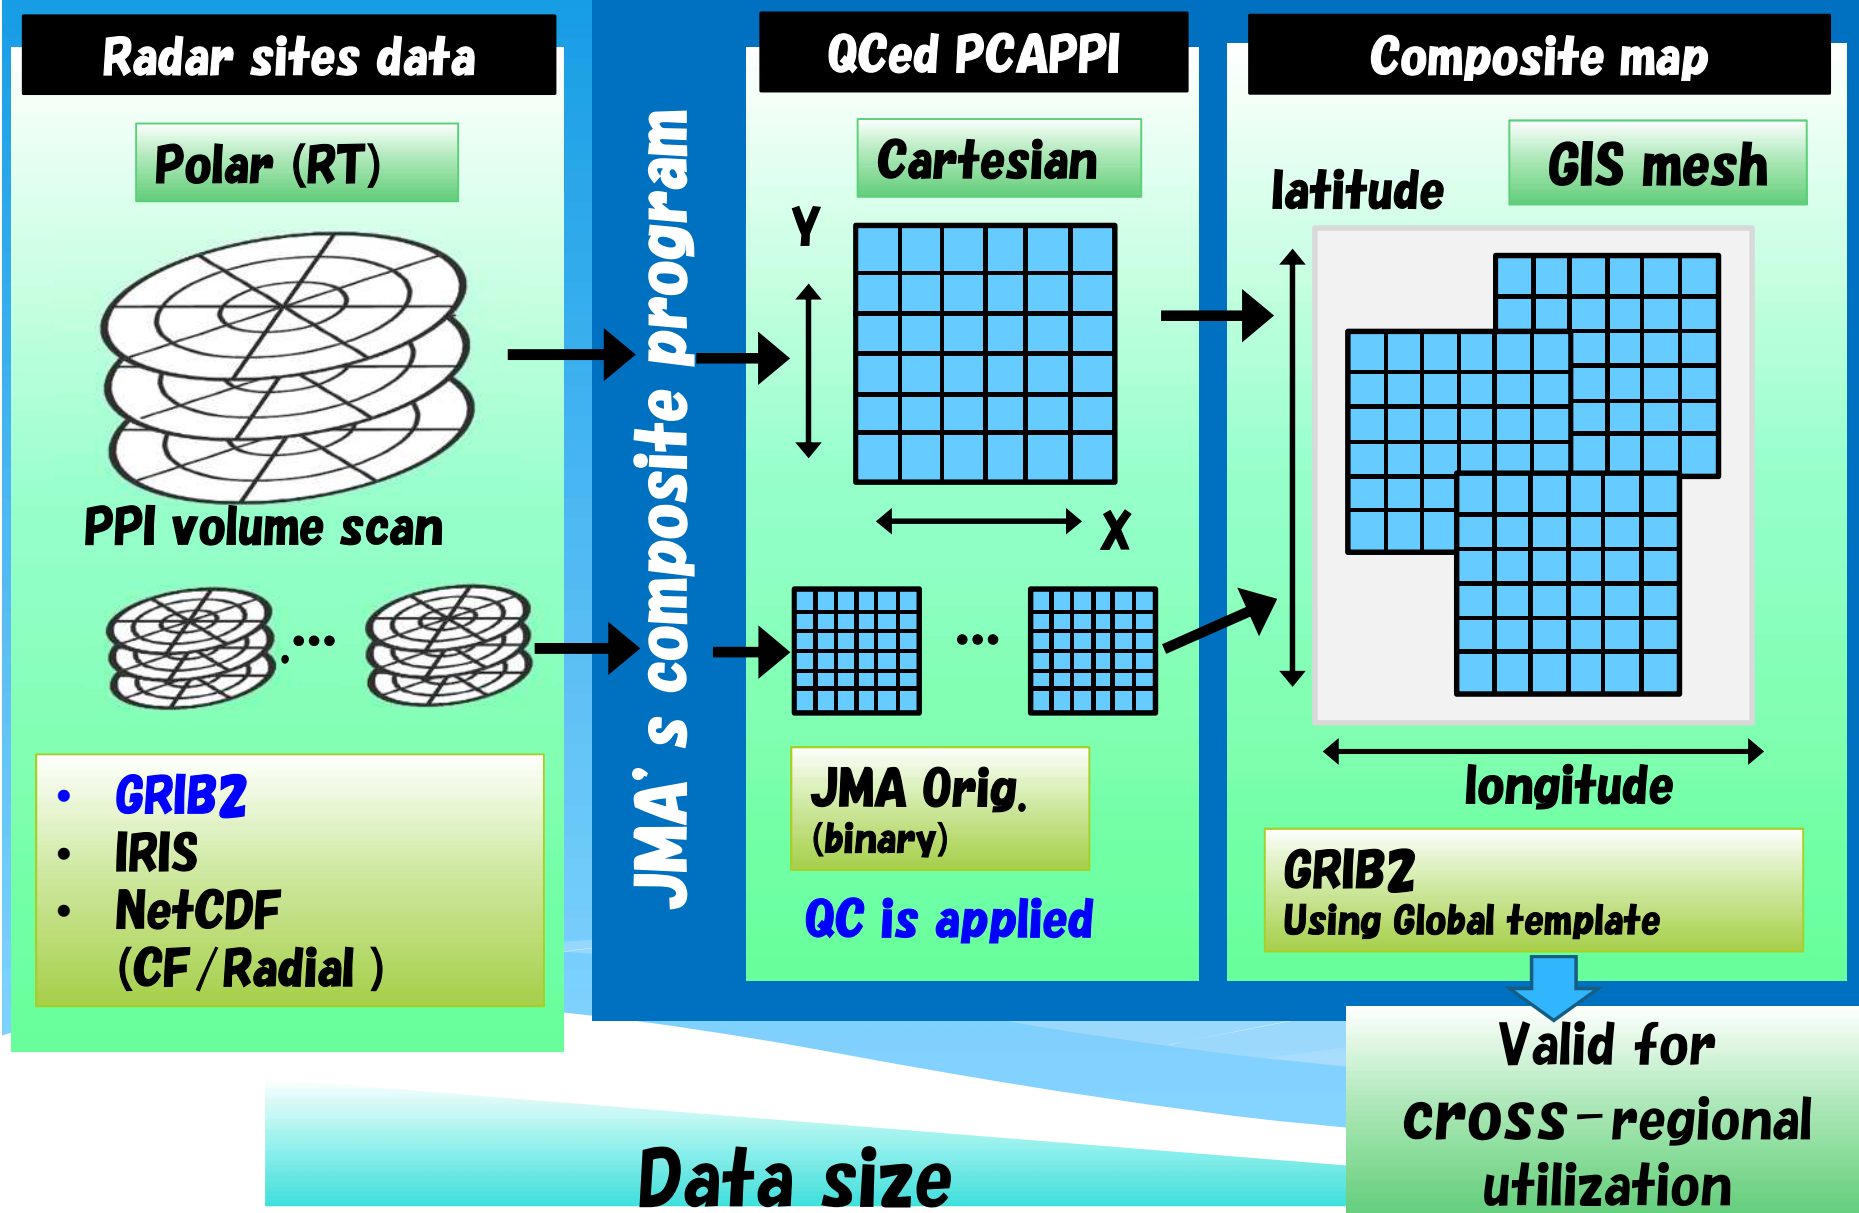 Radar sites data
Polar (RT)
PPI volume scan
• GRIB2
• IRIS
• NetCDF
(CF/Radial )
JMA's composite program
QCed PCAPPI
Cartesian
Y
X
...
JMA Orig.
(binary)
QC is applied
Composite map
GIS mesh
latitude
longitude
GRIB2
Using Global template
Valid for
cross-regional
utilization
Data size